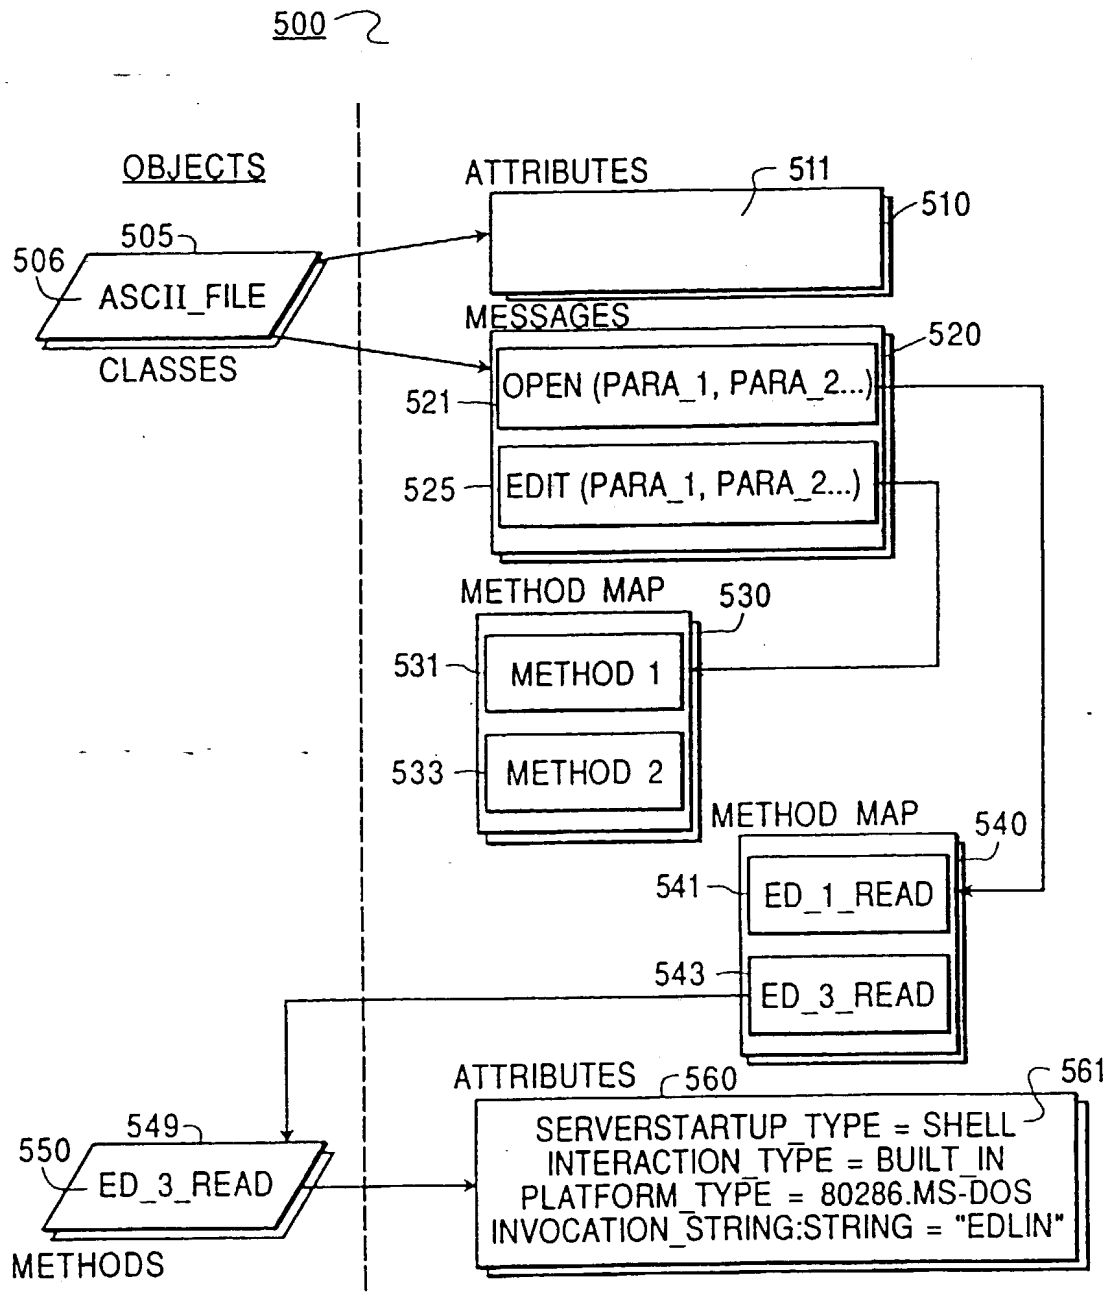 500
OBJECTS
ATTRIBUTES
511
510
505
506
ASCII_FILE
CLASSES
MESSAGES
520
521
OPEN (PARA_1, PARA_2...)
525
EDIT (PARA_1, PARA_2...)
METHOD MAP
530
531
METHOD 1
533
METHOD 2
METHOD MAP
540
541
ED_1_READ
543
ED_3_READ
ATTRIBUTES
560
561
SERVERSTARTUP_TYPE = SHELL
INTERACTION_TYPE = BUILT_IN
PLATFORM_TYPE = 80286.MS-DOS
INVOCATION_STRING:STRING = "EDLIN"
549
550
ED_3_READ
METHODS